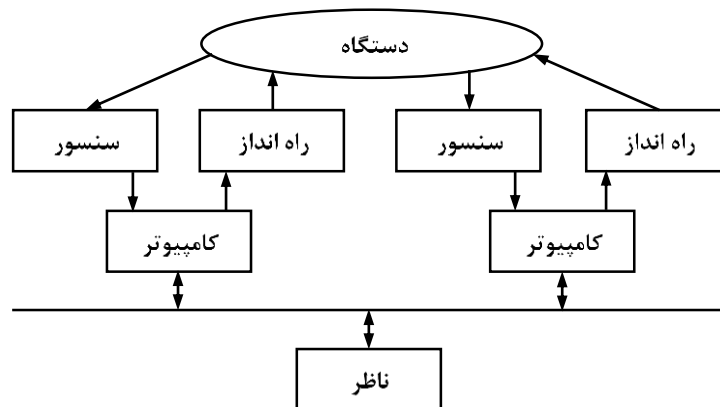 دستگاه
راه انداز
سنسور
راه انداز
سنسور
کامپیوتر
کامپیوتر
ناظر